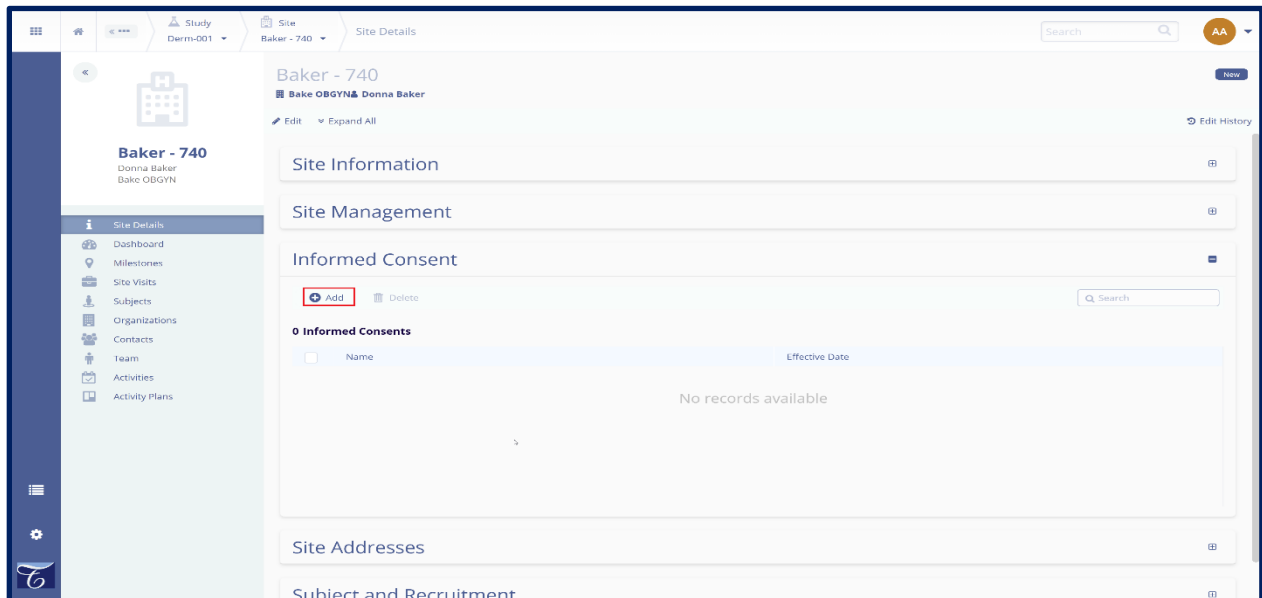 Study
Derm-001
Site
Baker - 740
Site Details
Search
AA
Baker - 740
Donna Baker
Bake OBGYN
Site Details
Dashboard
Milestones
Site Visits
Subjects
Organizations
Contacts
Team
Activities
Activity Plans
Baker - 740
New
Bake OBGYN Donna Baker
Edit Expand All Edit History
Site Information
Site Management
Informed Consent
Add Delete Search
0 Informed Consents
Name Effective Date
No records available
Site Addresses
Subject and Recruitment